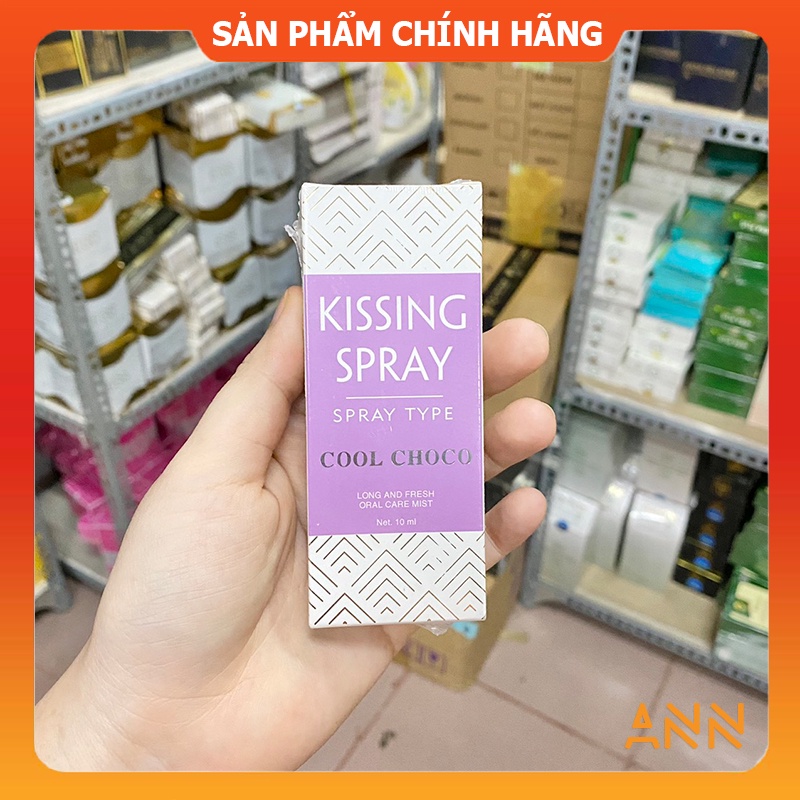 SẢN PHẨM CHÍNH HÃNG
KISSING
SPRAY
SPRAY TYPE
COOL CHOCO
LONG AND FRESH
ORAL CARE MIST
Net. 10 ml
ANN